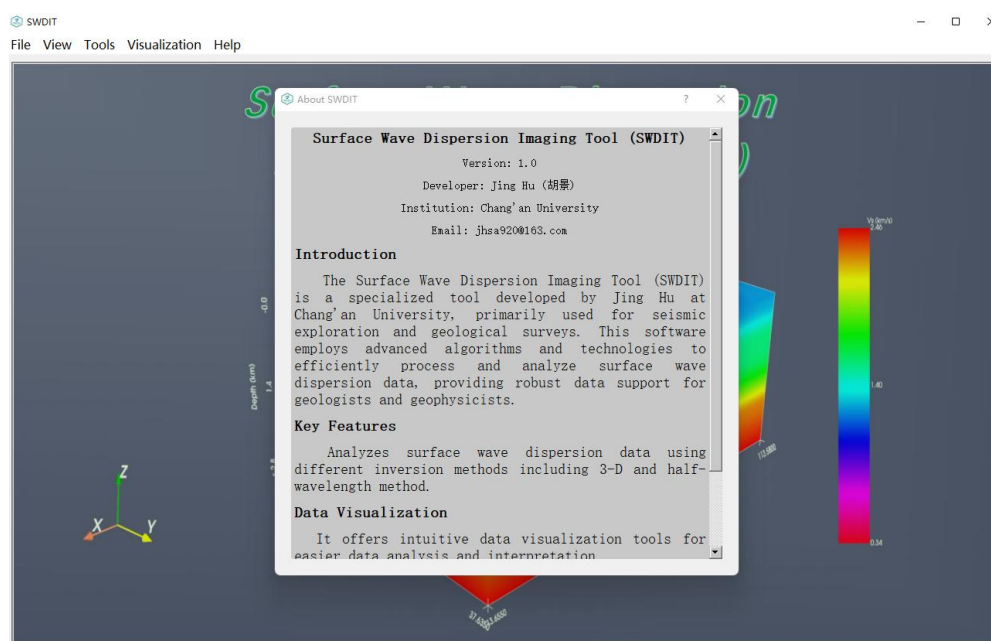 SWDIT
File View Tools Visualization Help
About SWDIT
Surface Wave Dispersion Imaging Tool (SWDIT)
Version: 1.0
Developer: Jing Hu (胡景)
Institution: Chang'an University
Email: jhsa920@163.com
Introduction
The Surface Wave Dispersion Imaging Tool (SWDIT)
is a specialized tool developed by Jing Hu at
Chang'an University, primarily used for seismic
exploration and geological surveys. This software
employs advanced algorithms and technologies to
efficiently process and analyze surface wave
dispersion data, providing robust data support for
geologists and geophysicists.
Key Features
Analyzes surface wave dispersion data using
different inversion methods including 3-D and half-
wavelength method.
Data Visualization
It offers intuitive data visualization tools for
easier data analysis and interpretation
Vs (km/s)
2.46
1.40
0.34
-0.0
Depth (km)
1.4
Z
X
Y